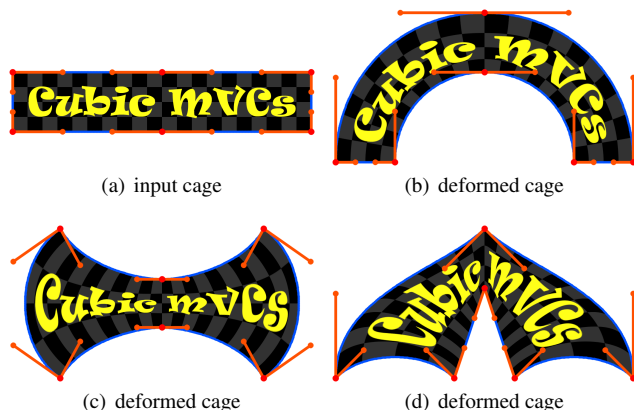 Cubic MVCs
Cubic MVCs
(a) input cage
(b) deformed cage
Cubic MVCs
Cubic MVCs
(c) deformed cage
(d) deformed cage